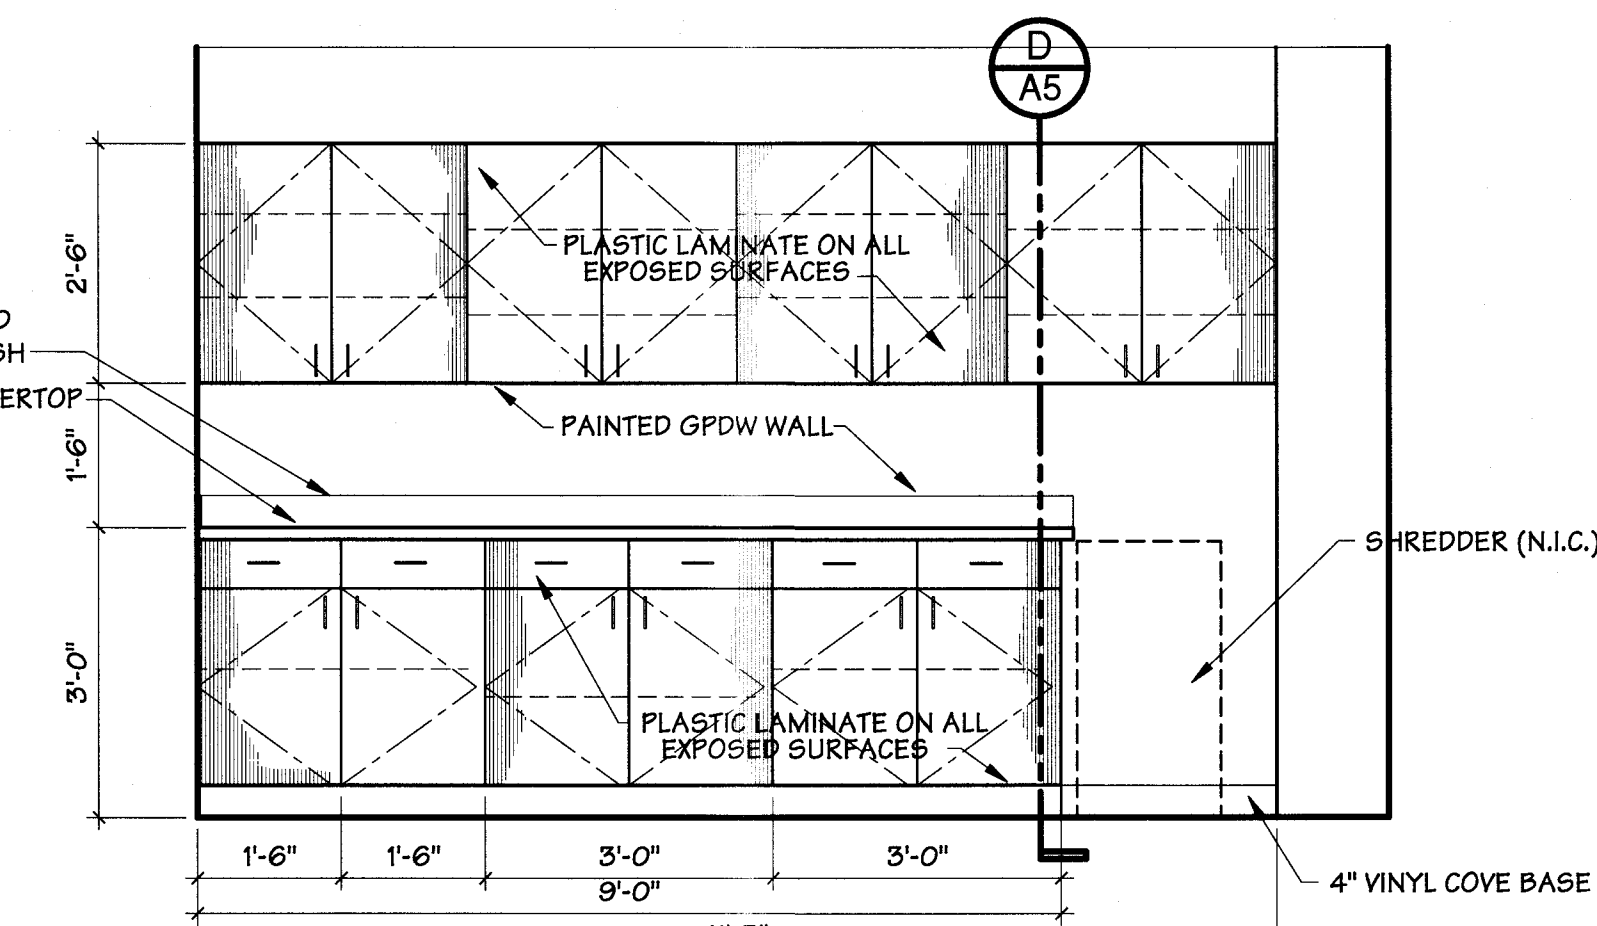 D
A5
2'-6"
PLASTIC LAMINATE ON ALL
EXPOSED SURFACES
ERTOP
PAINTED GPDW WALL
1'-6"
SHREDDER (N.I.C.)
3'-0"
PLASTIC LAMINATE ON ALL
EXPOSED SURFACES
1'-6" 1'-6" 3'-0" 3'-0"
9'-0"
4" VINYL COVE BASE